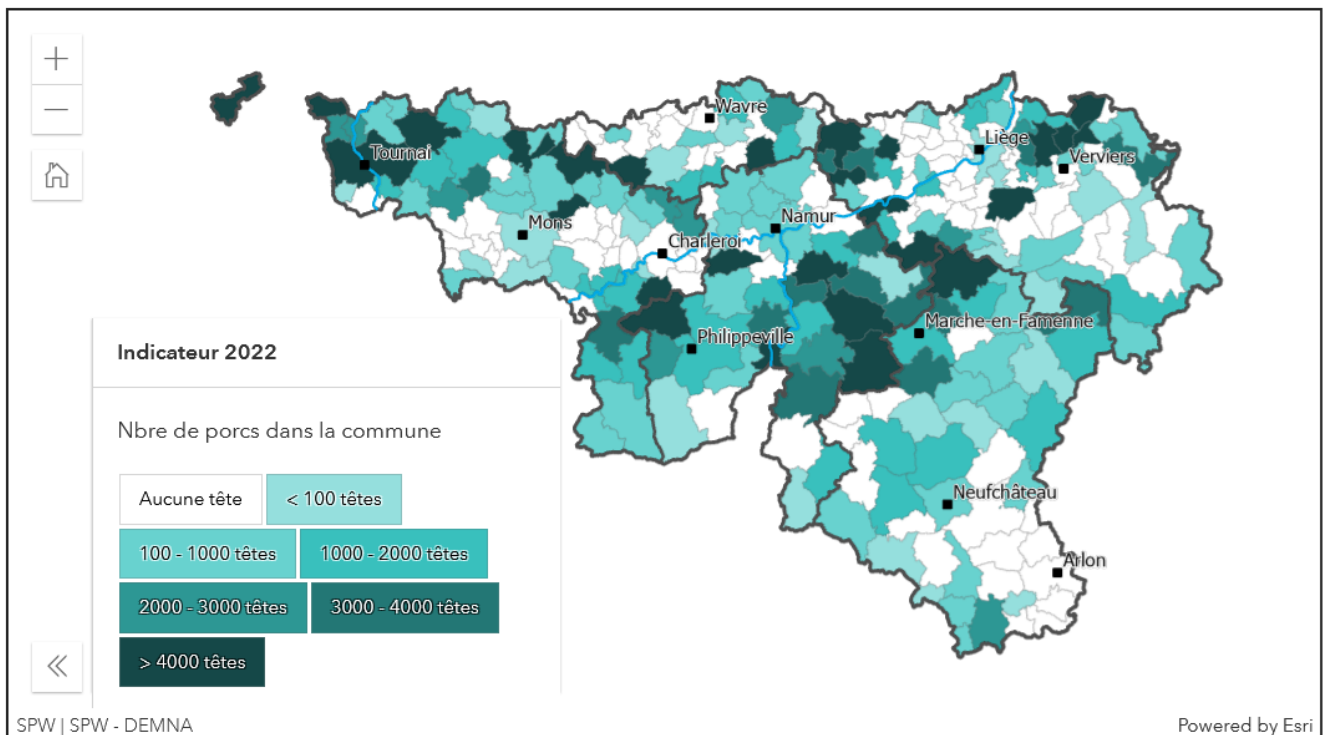 Wavre
Tournai
Liège
Verviers
Mons
Namur
Charleroi
Marche-en-Famenne
Philippeville
Neufchâteau
Arlon
Indicateur 2022
Nbre de porcs dans la commune
Aucune tête
< 100 têtes
100 - 1000 têtes
1000 - 2000 têtes
2000 - 3000 têtes
3000 - 4000 têtes
> 4000 têtes
SPW | SPW - DEMNA
Powered by Esri